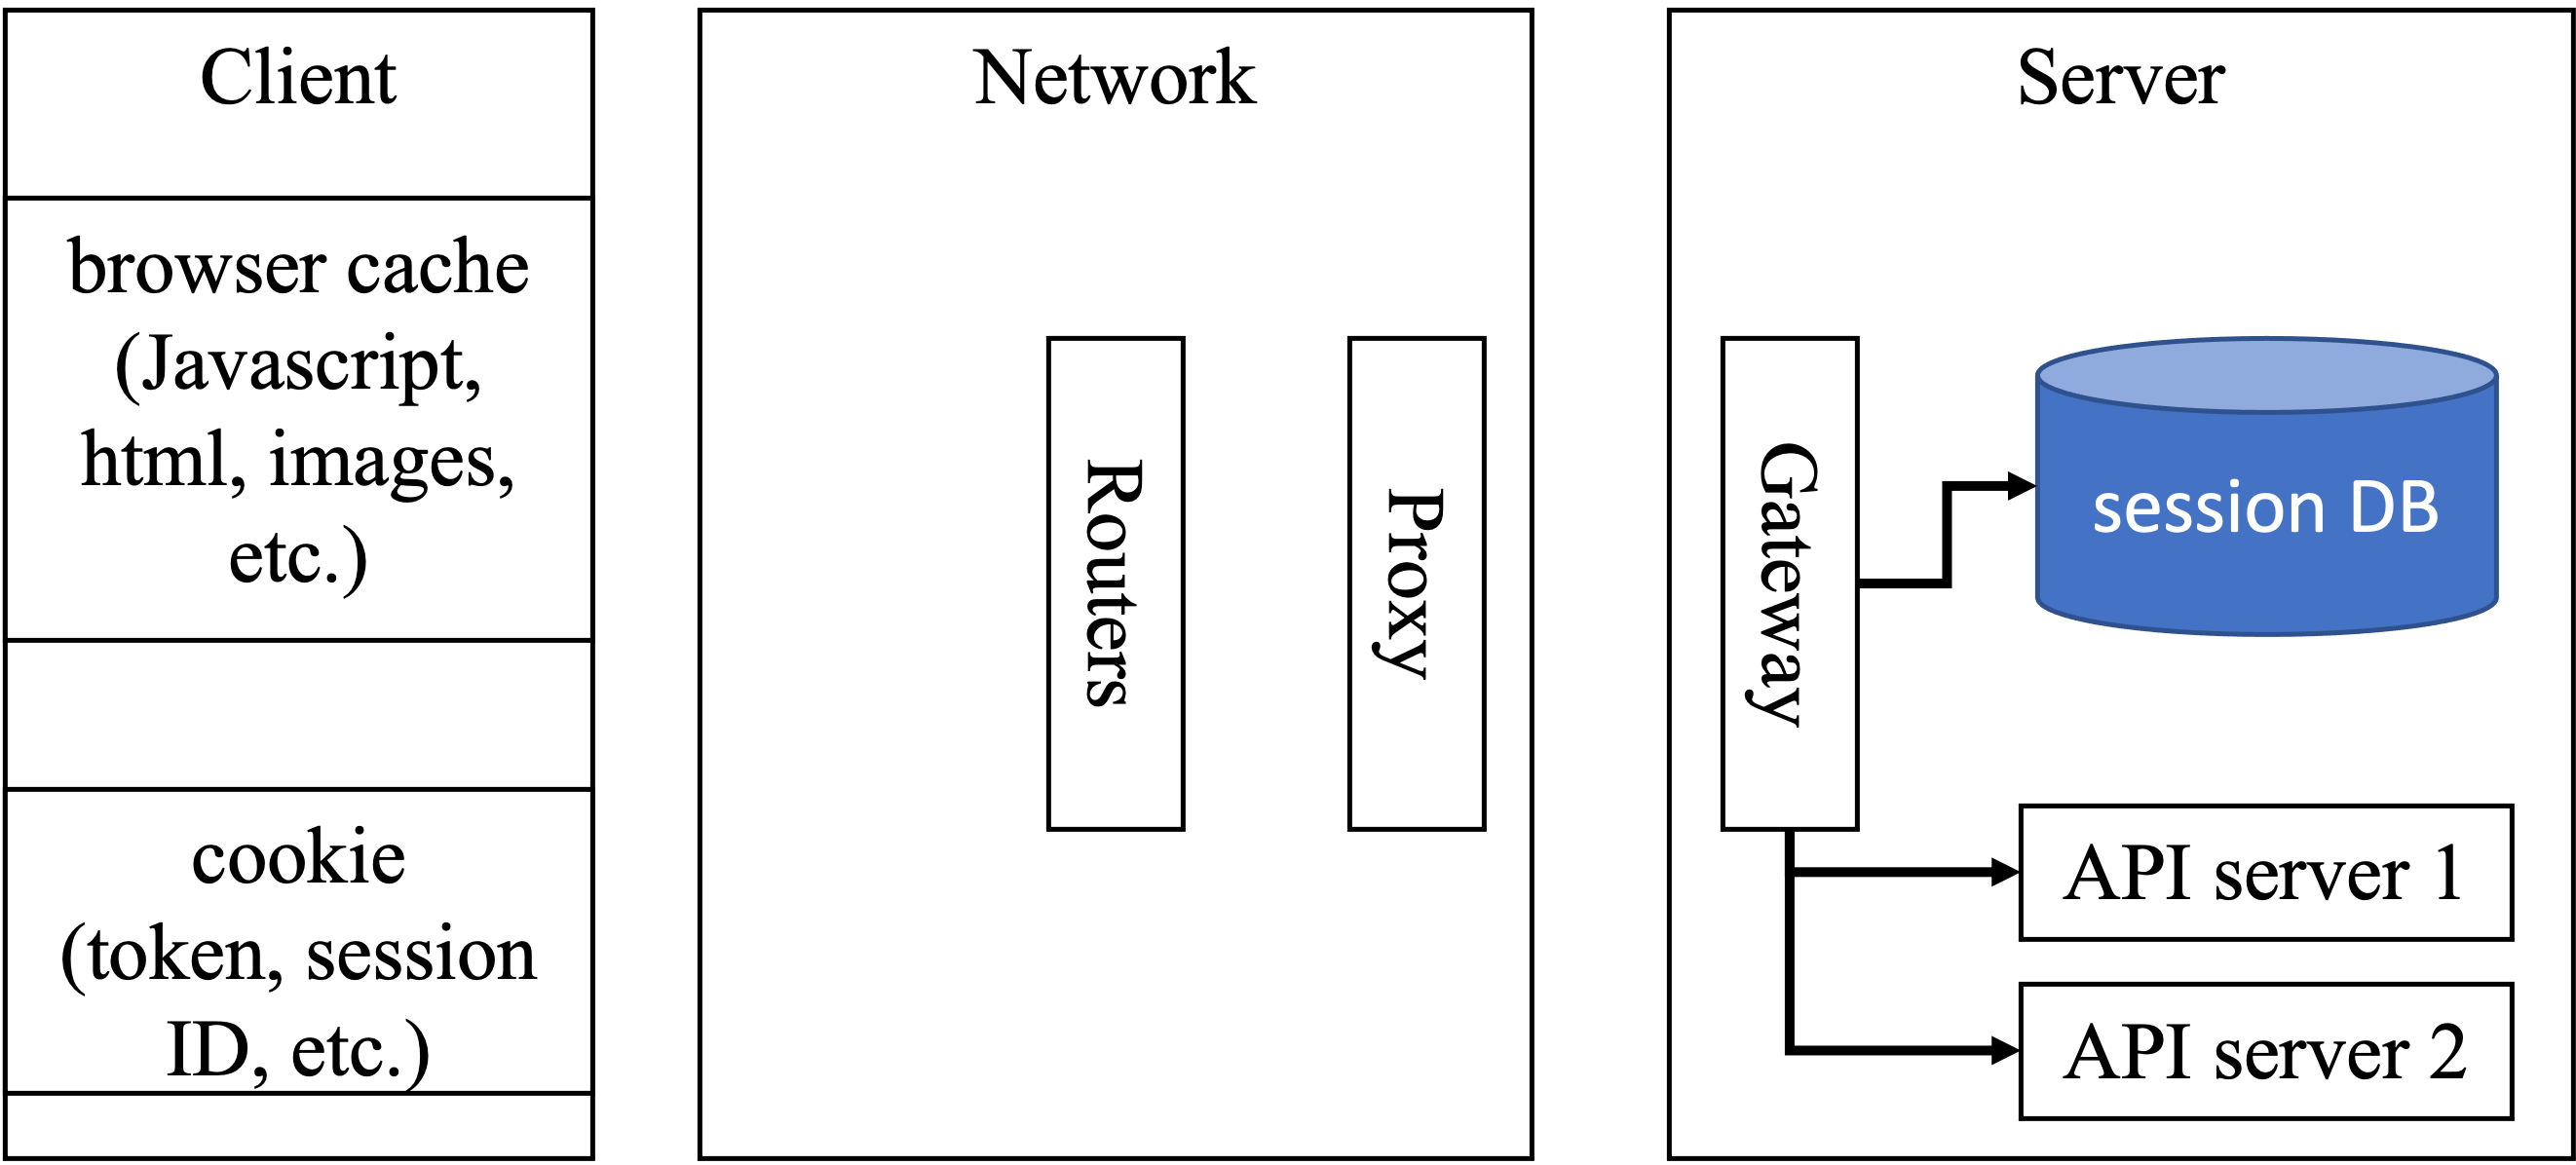 Client
browser cache
(Javascript,
html, images,
etc.)
cookie
(token, session
ID, etc.)
Network
Routers
Proxy
Server
Gateway
session DB
API server 1
API server 2